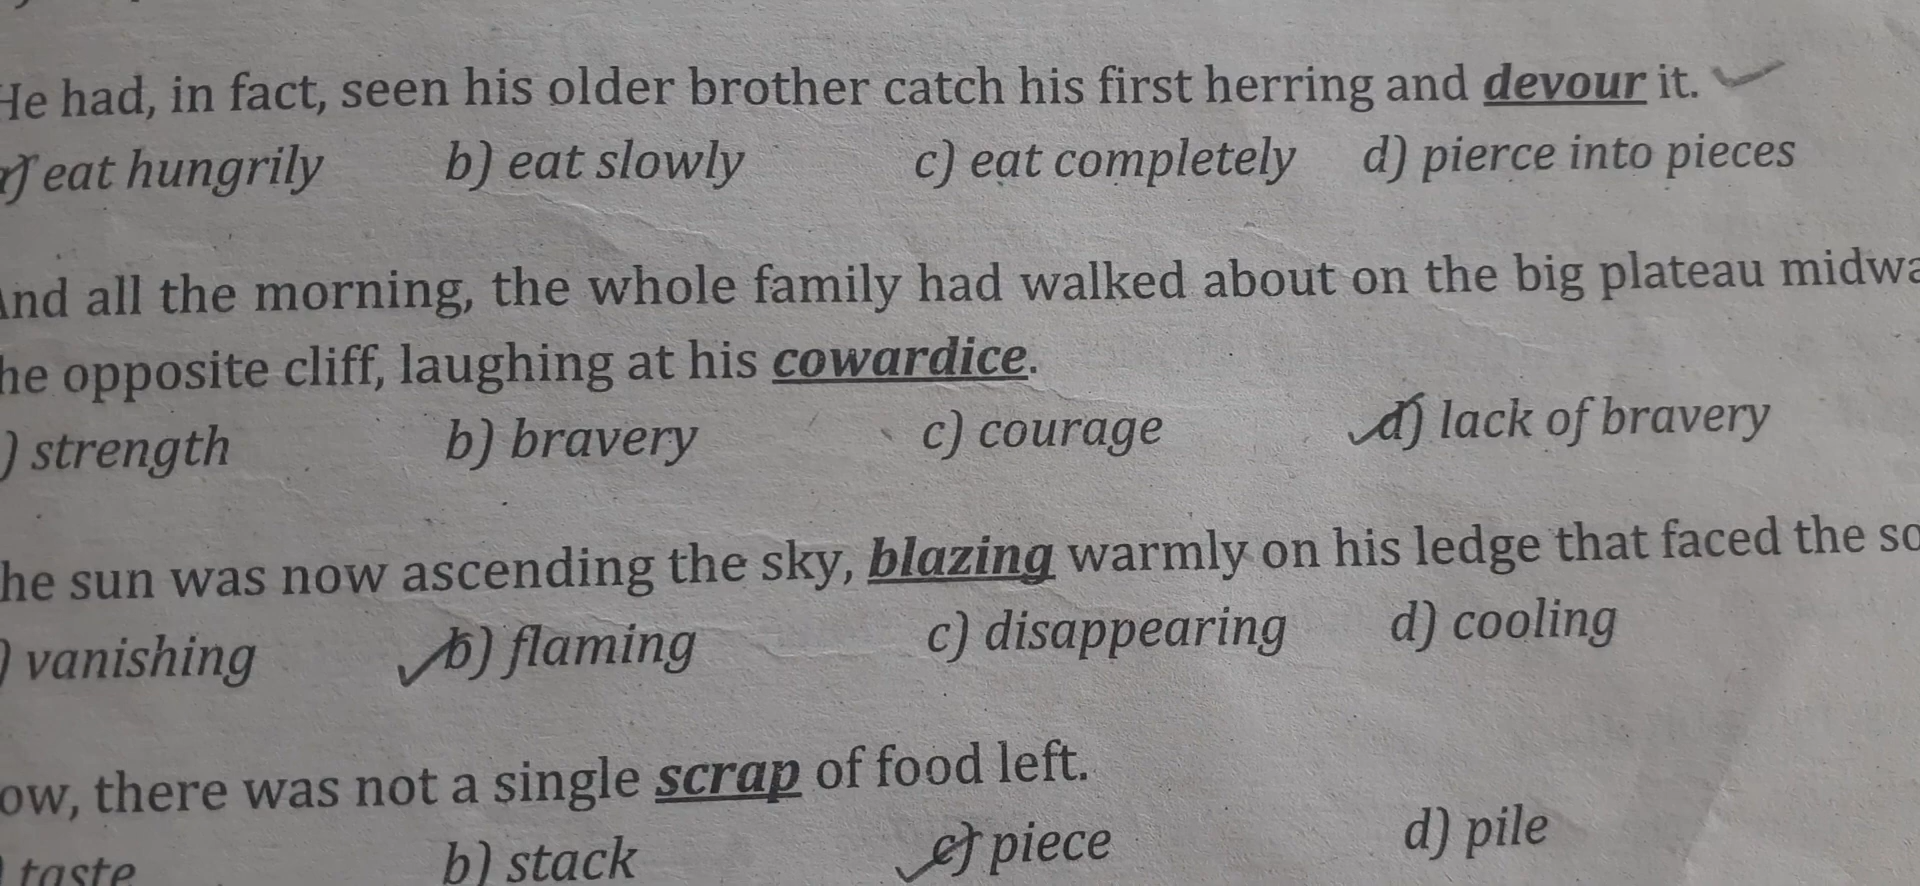 He had, in fact, seen his older brother catch his first herring and devour it.
a) eat hungrily b) eat slowly c) eat completely d) pierce into pieces
And all the morning, the whole family had walked about on the big plateau midwa
he opposite cliff, laughing at his cowardice.
) strength b) bravery c) courage d) lack of bravery
he sun was now ascending the sky, blazing warmly on his ledge that faced the so
) vanishing b) flaming c) disappearing d) cooling
ow, there was not a single scrap of food left.
) taste b) stack c) piece d) pile